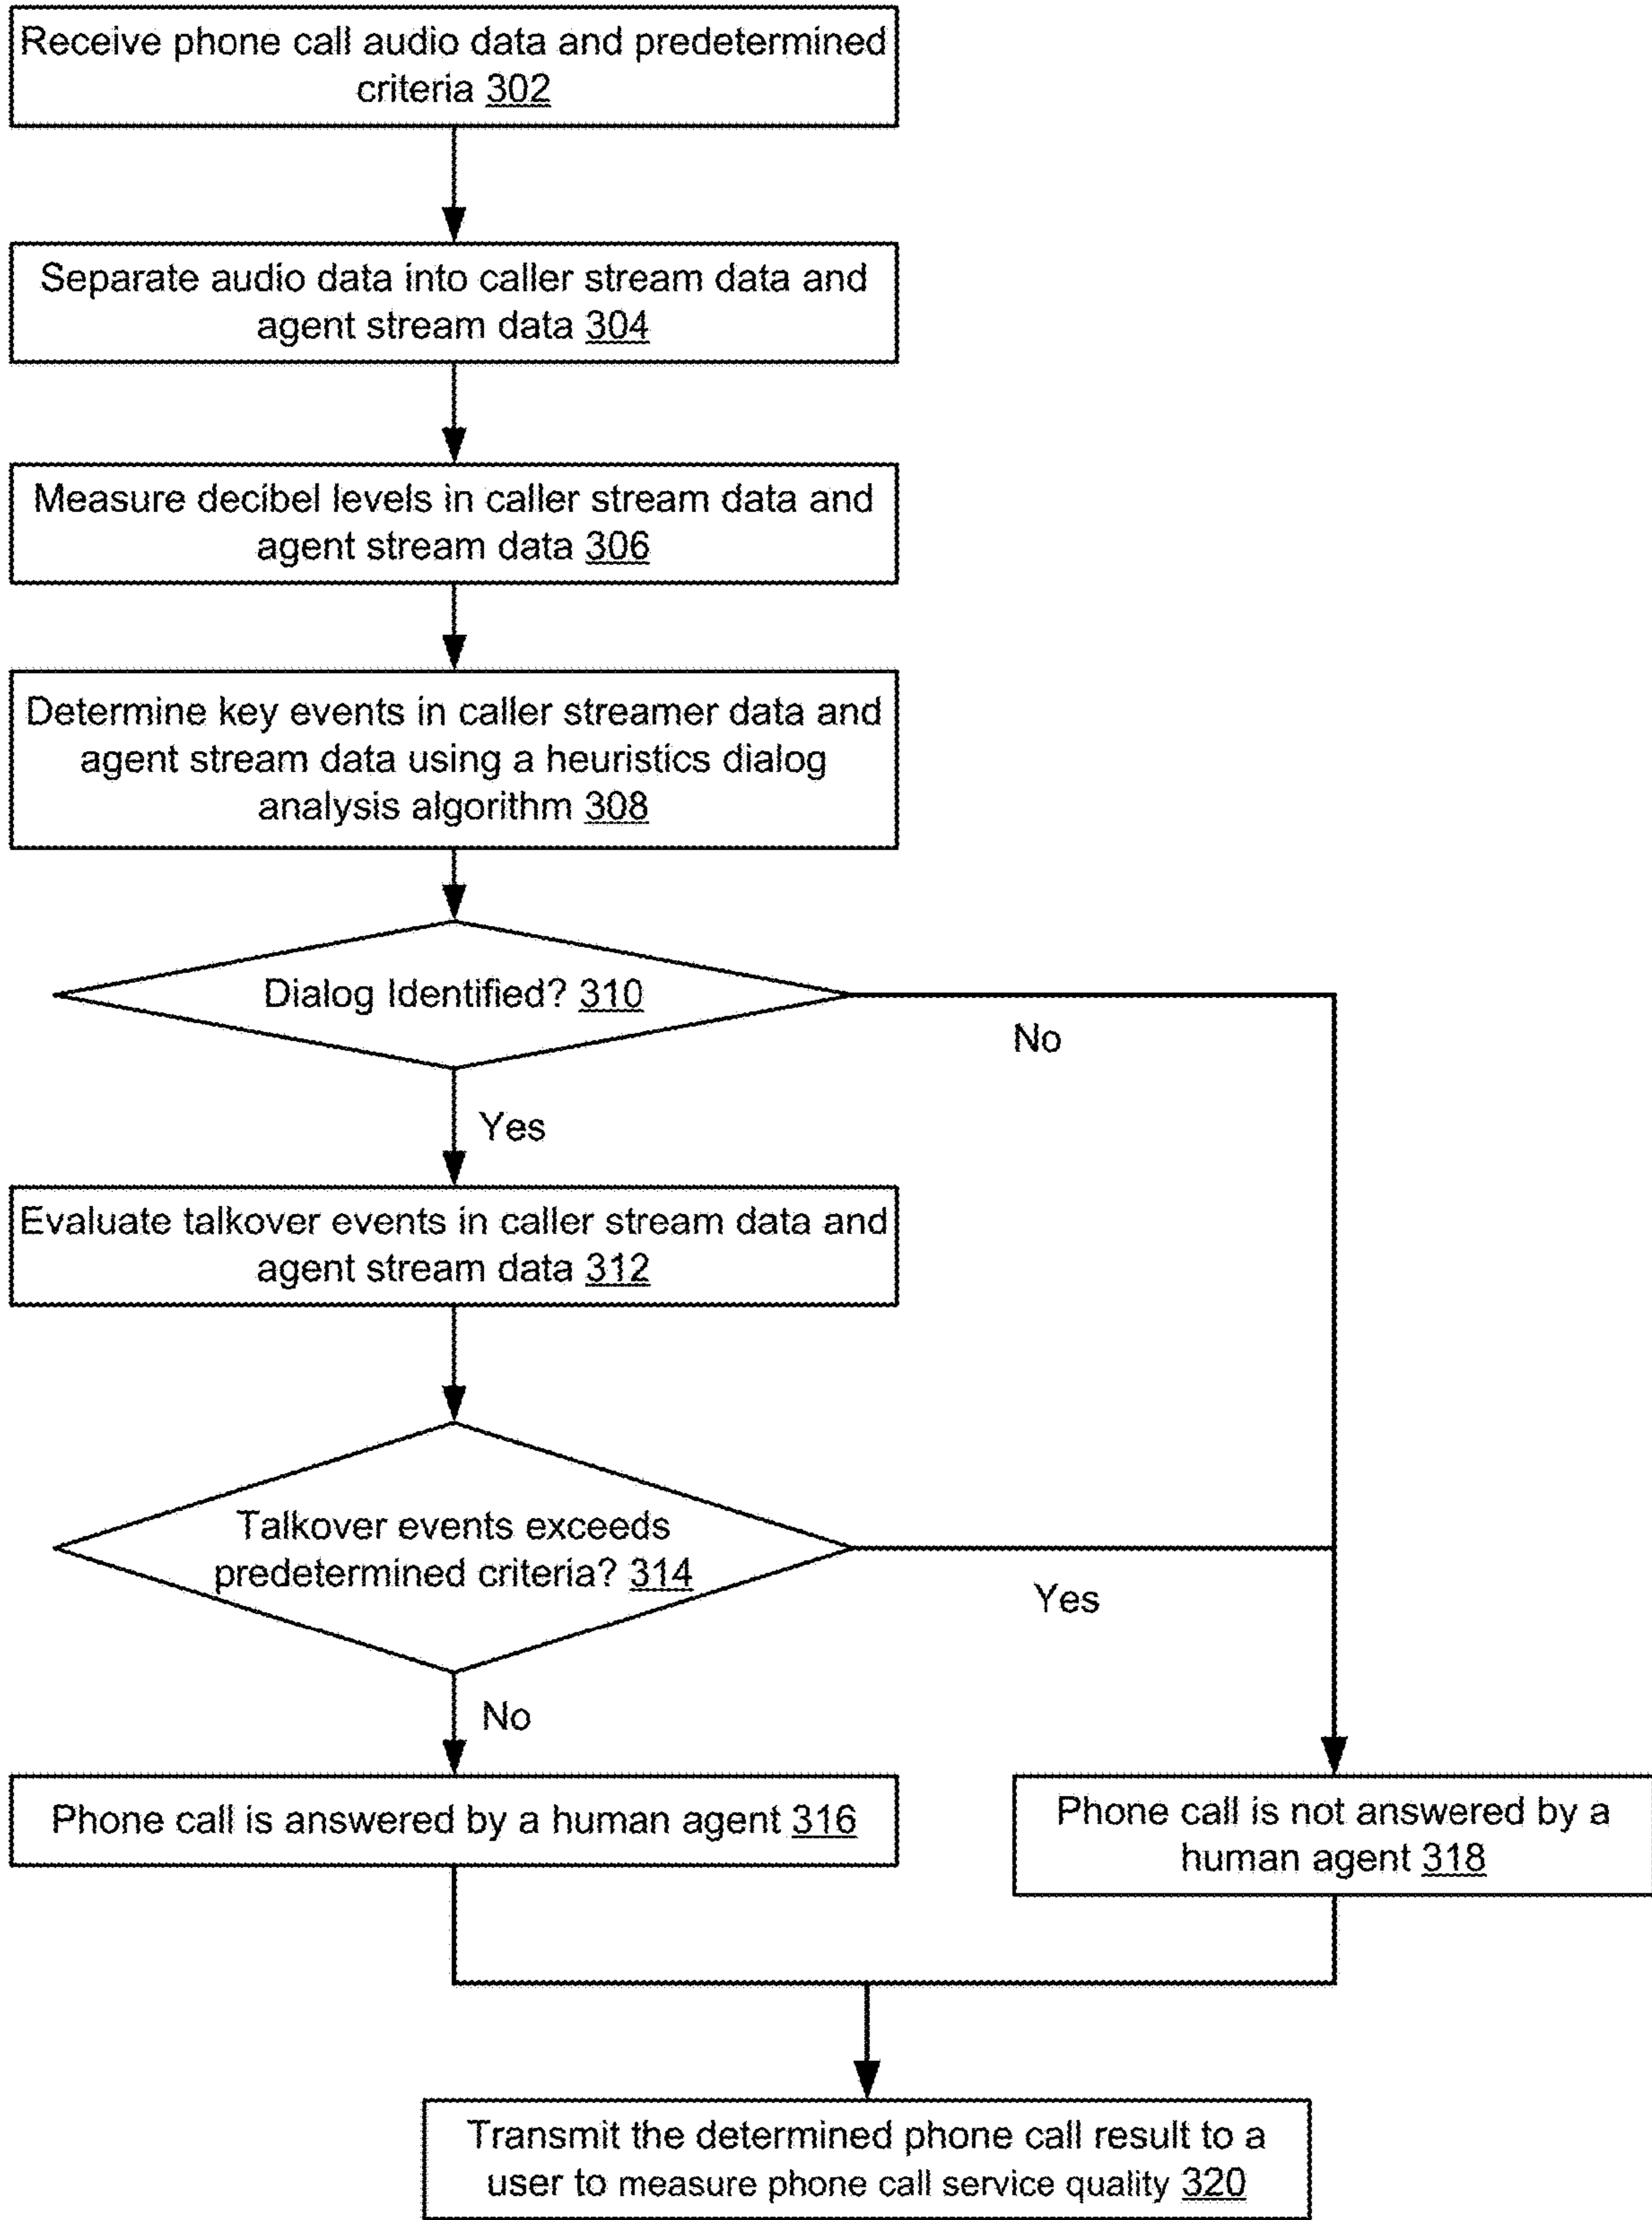 Receive phone call audio data and predetermined
criteria 302
Separate audio data into caller stream data and
agent stream data 304
Measure decibel levels in caller stream data and
agent stream data 306
Determine key events in caller streamer data and
agent stream data using a heuristics dialog
analysis algorithm 308
Dialog Identified? 310
No
Yes
Evaluate talkover events in caller stream data and
agent stream data 312
Talkover events exceeds
predetermined criteria? 314
Yes
No
Phone call is answered by a human agent 316
Phone call is not answered by a
human agent 318
Transmit the determined phone call result to a
user to measure phone call service quality 320